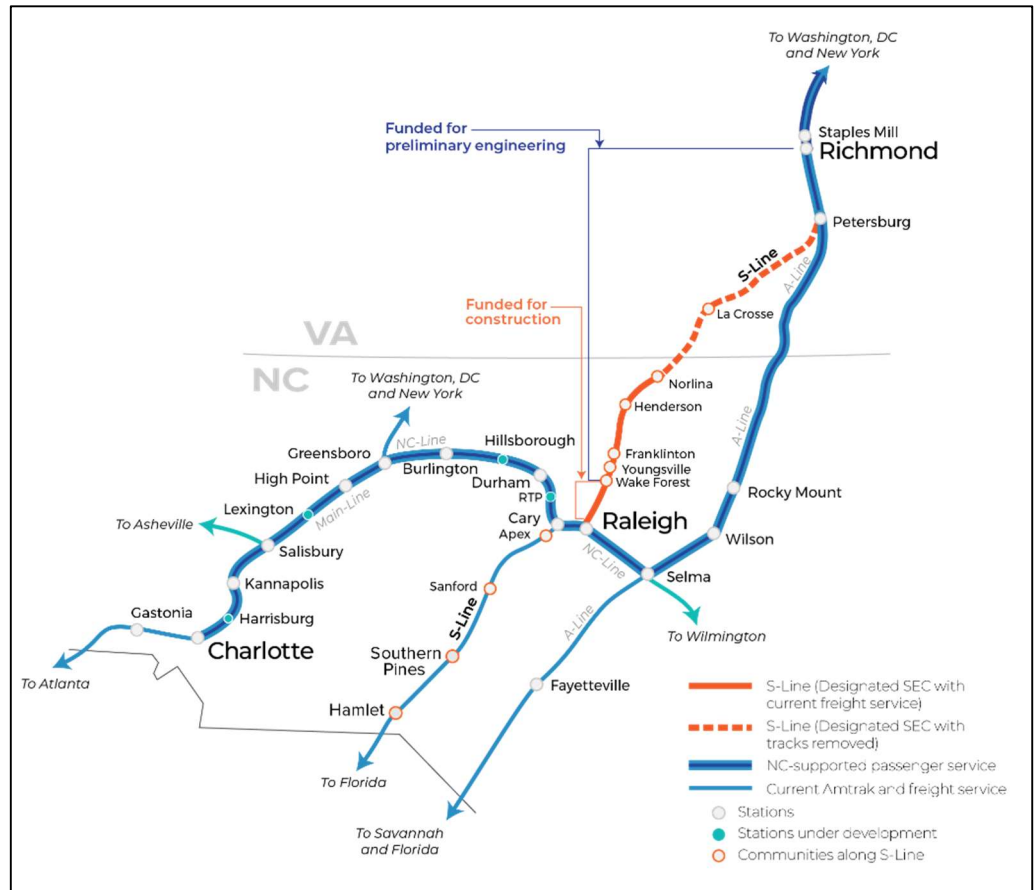 To Washington, DC
and New York
Funded for
preliminary engineering
Staples Mill
Richmond
Petersburg
S-Line
A-Line
La Crosse
Funded for
construction
VA
NC
To Washington, DC
and New York
Norlina
Henderson
A-Line
Greensboro
NC-Line
Burlington
Hillsborough
Franklinton
Youngsville
Wake Forest
High Point
Durham
RTP
Rocky Mount
Lexington
Main-Line
Cary
Raleigh
To Asheville
Apex
Wilson
Salisbury
NC-Line
Selma
Kannapolis
Sanford
A-Line
Gastonia
Harrisburg
S-Line
To Wilmington
Charlotte
Southern
Pines
To Atlanta
Fayetteville
Hamlet
To Florida
To Savannah
and Florida
S-Line (Designated SEC with
current freight service)
S-Line (Designated SEC with
tracks removed)
NC-supported passenger service
Current Amtrak and freight service
Stations
Stations under development
Communities along S-Line